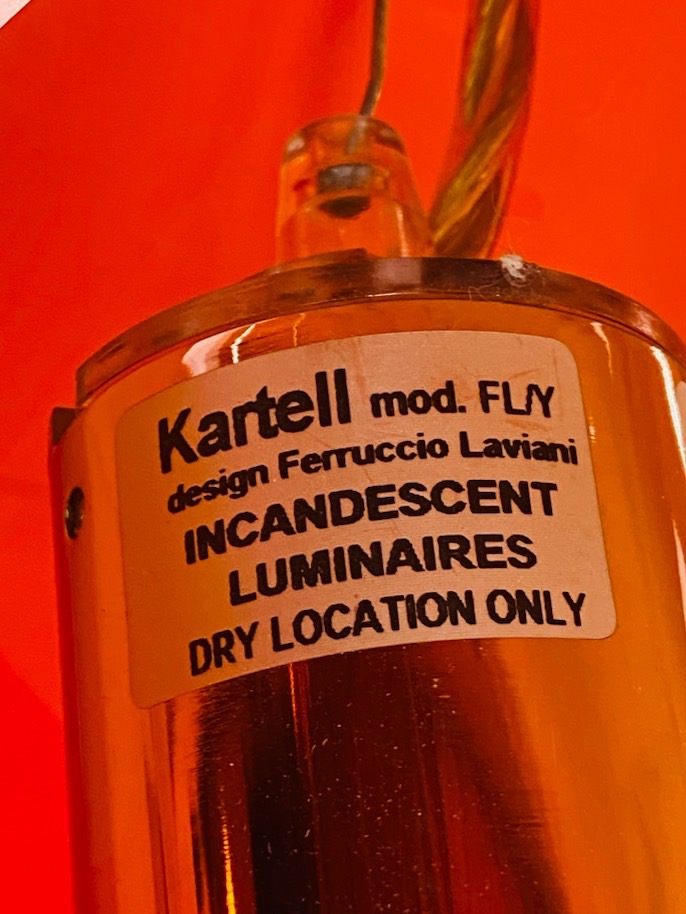 Kartell mod. FL/Y
design Ferruccio Laviani
INCANDESCENT
LUMINAIRES
DRY LOCATION ONLY